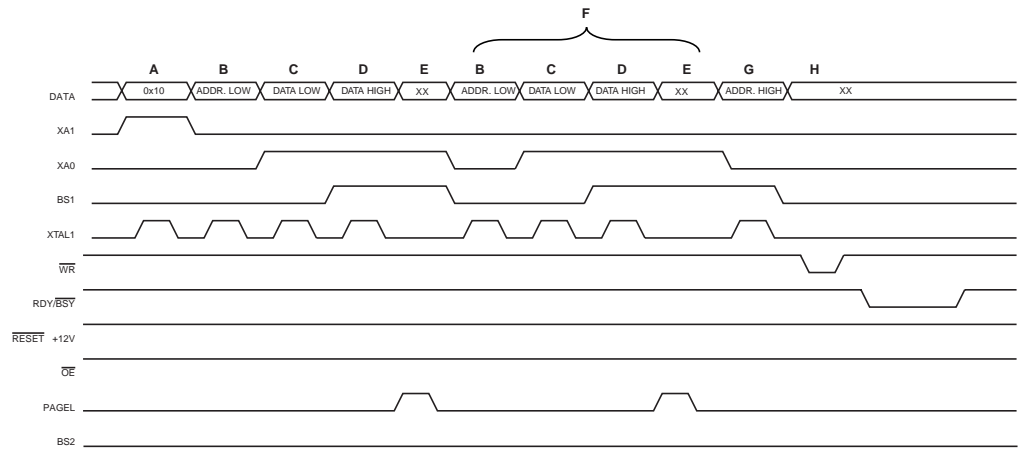 F
A B C D E B C D E G H
DATA 0x10 ADDR. LOW DATA LOW DATA HIGH XX ADDR. LOW DATA LOW DATA HIGH XX ADDR. HIGH XX
XA1
XA0
BS1
XTAL1
WR
RDY/BSY
RESET +12V
OE
PAGEL
BS2